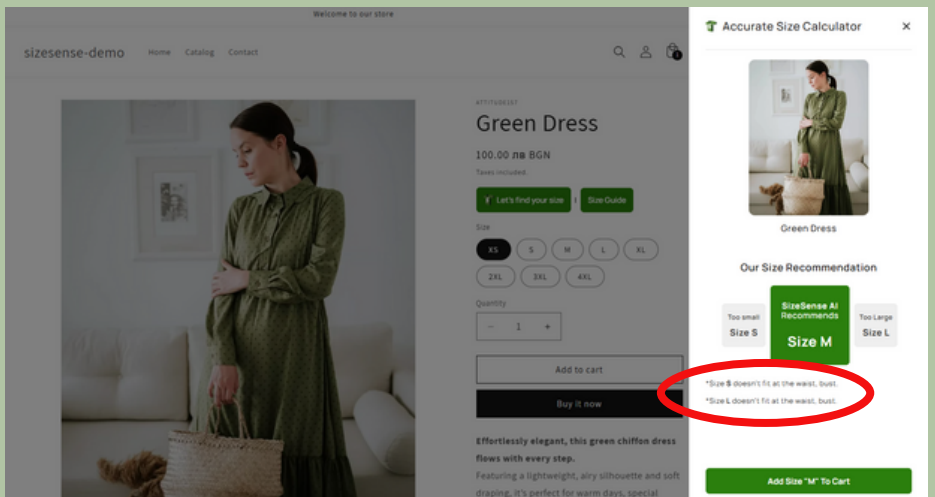 Welcome to our store
sizesense-demo
Home Catalog Contact
1
ATTITUDEIST
Green Dress
100.00 лв BGN
Taxes included.
Let's find your size | Size Guide
Size
XS S M L XL
2XL 3XL 4XL
Quantity
− 1 +
Add to cart
Buy it now
Effortlessly elegant, this green chiffon dress
flows with every step.
Featuring a lightweight, airy silhouette and soft
draping, it's perfect for warm days, special
Accurate Size Calculator ×
Green Dress
Our Size Recommendation
Too small
Size S
SizeSense AI
Recommends
Size M
Too Large
Size L
*Size S doesn't fit at the waist, bust.
*Size L doesn't fit at the waist, bust.
Add Size "M" To Cart